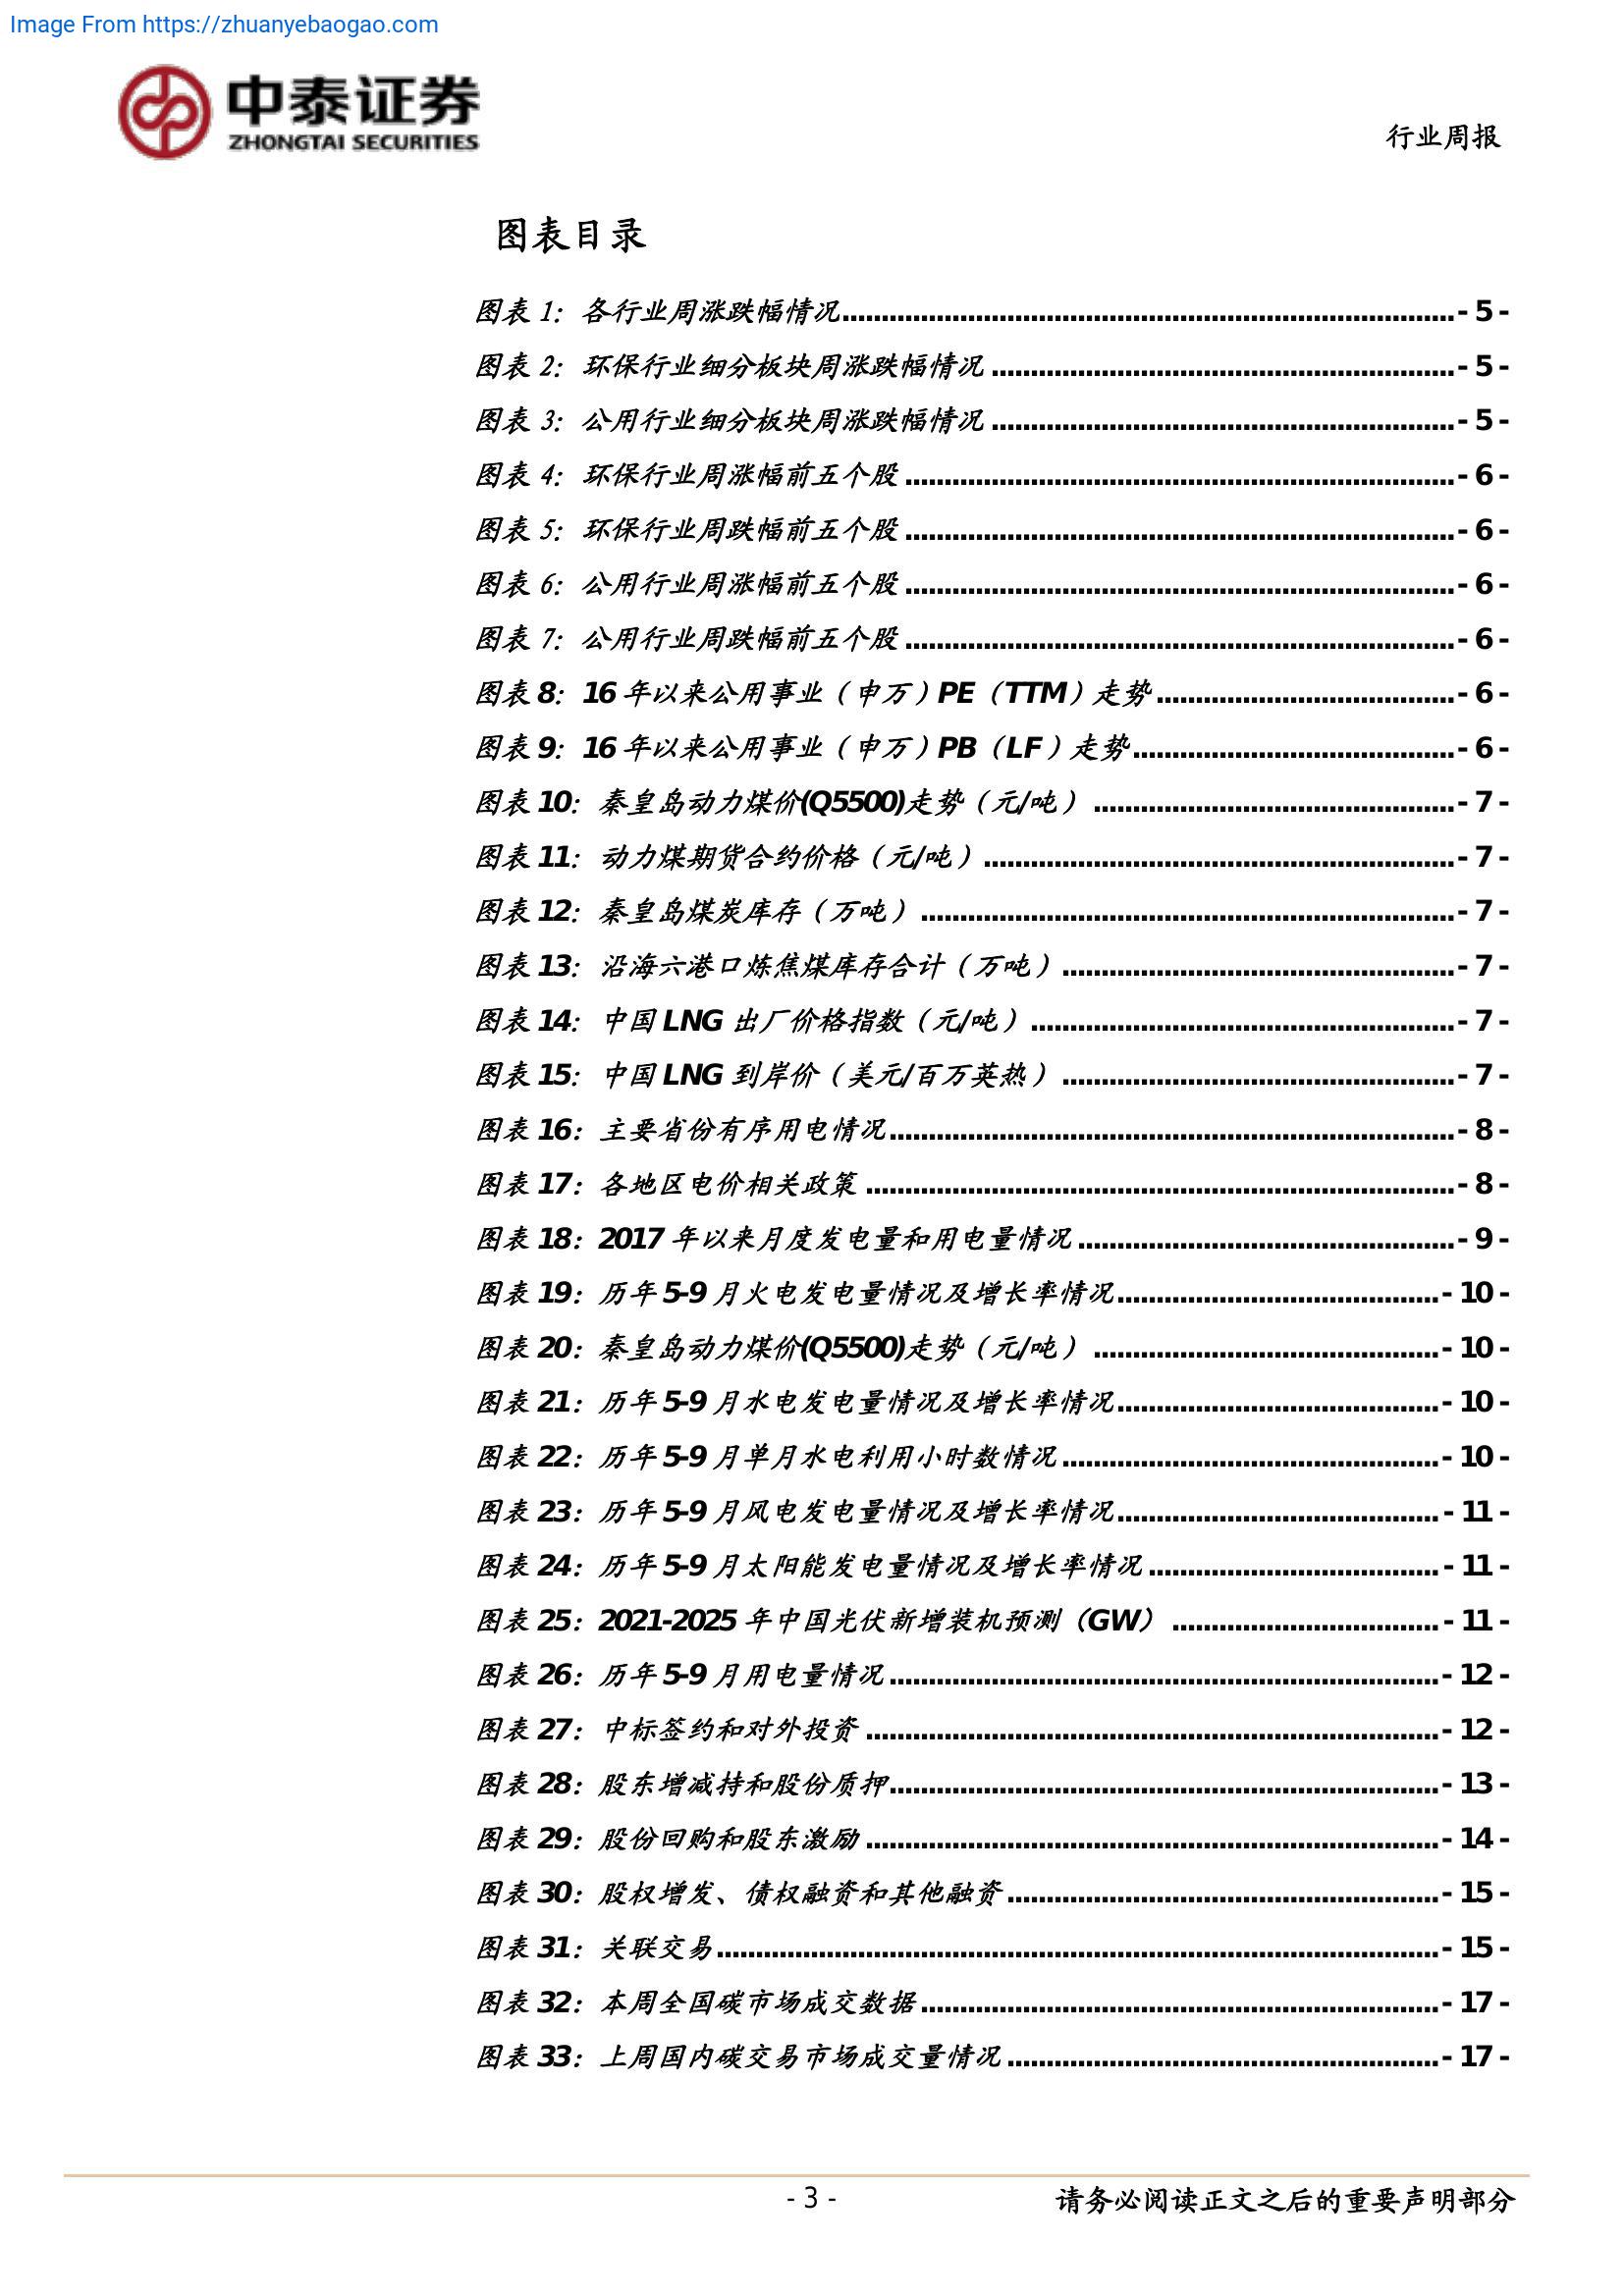 Image From https://zhuanyebaogao.com
中泰证券
ZHONGTAI SECURITIES
行业周报
图表目录
图表 1：各行业周涨跌幅情况..............................................................................- 5 -
图表 2：环保行业细分板块周涨跌幅情况...........................................................- 5 -
图表 3：公用行业细分板块周涨跌幅情况...........................................................- 5 -
图表 4：环保行业周涨幅前五个股......................................................................- 6 -
图表 5：环保行业周跌幅前五个股......................................................................- 6 -
图表 6：公用行业周涨幅前五个股......................................................................- 6 -
图表 7：公用行业周跌幅前五个股......................................................................- 6 -
图表 8：16 年以来公用事业（申万）PE（TTM）走势......................................- 6 -
图表 9：16 年以来公用事业（申万）PB（LF）走势.........................................- 6 -
图表 10：秦皇岛动力煤价(Q5500)走势（元/吨）..............................................- 7 -
图表 11：动力煤期货合约价格（元/吨）............................................................- 7 -
图表 12：秦皇岛煤炭库存（万吨）....................................................................- 7 -
图表 13：沿海六港口炼焦煤库存合计（万吨）..................................................- 7 -
图表 14：中国 LNG 出厂价格指数（元/吨）......................................................- 7 -
图表 15：中国 LNG 到岸价（美元/百万英热）..................................................- 7 -
图表 16：主要省份有序用电情况........................................................................- 8 -
图表 17：各地区电价相关政策...........................................................................- 8 -
图表 18：2017 年以来月度发电量和用电量情况................................................- 9 -
图表 19：历年 5-9 月火电发电量情况及增长率情况.........................................- 10 -
图表 20：秦皇岛动力煤价(Q5500)走势（元/吨）............................................- 10 -
图表 21：历年 5-9 月水电发电量情况及增长率情况.........................................- 10 -
图表 22：历年 5-9 月单月水电利用小时数情况................................................- 10 -
图表 23：历年 5-9 月风电发电量情况及增长率情况.........................................- 11 -
图表 24：历年 5-9 月太阳能发电量情况及增长率情况.....................................- 11 -
图表 25：2021-2025 年中国光伏新增装机预测（GW）..................................- 11 -
图表 26：历年 5-9 月用电量情况......................................................................- 12 -
图表 27：中标签约和对外投资.........................................................................- 12 -
图表 28：股东增减持和股份质押......................................................................- 13 -
图表 29：股份回购和股东激励.........................................................................- 14 -
图表 30：股权增发、债权融资和其他融资.......................................................- 15 -
图表 31：关联交易............................................................................................- 15 -
图表 32：本周全国碳市场成交数据..................................................................- 17 -
图表 33：上周国内碳交易市场成交量情况.......................................................- 17 -
- 3 -
请务必阅读正文之后的重要声明部分